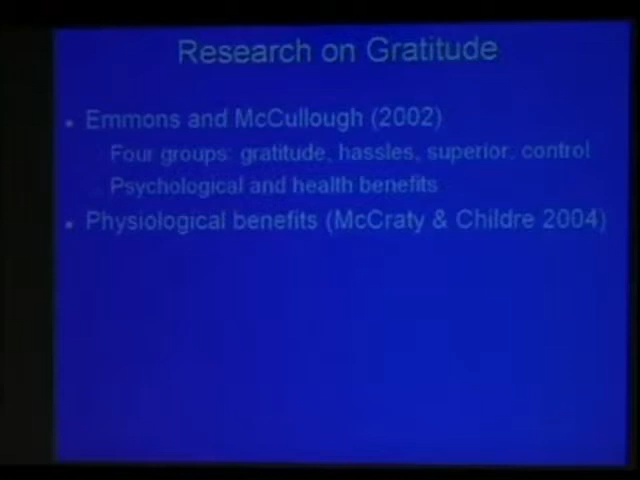 Research on Gratitude
• Emmons and McCullough (2002)
Four groups: gratitude, hassles, superior, control
Psychological and health benefits
• Physiological benefits (McCraty & Childre 2004)